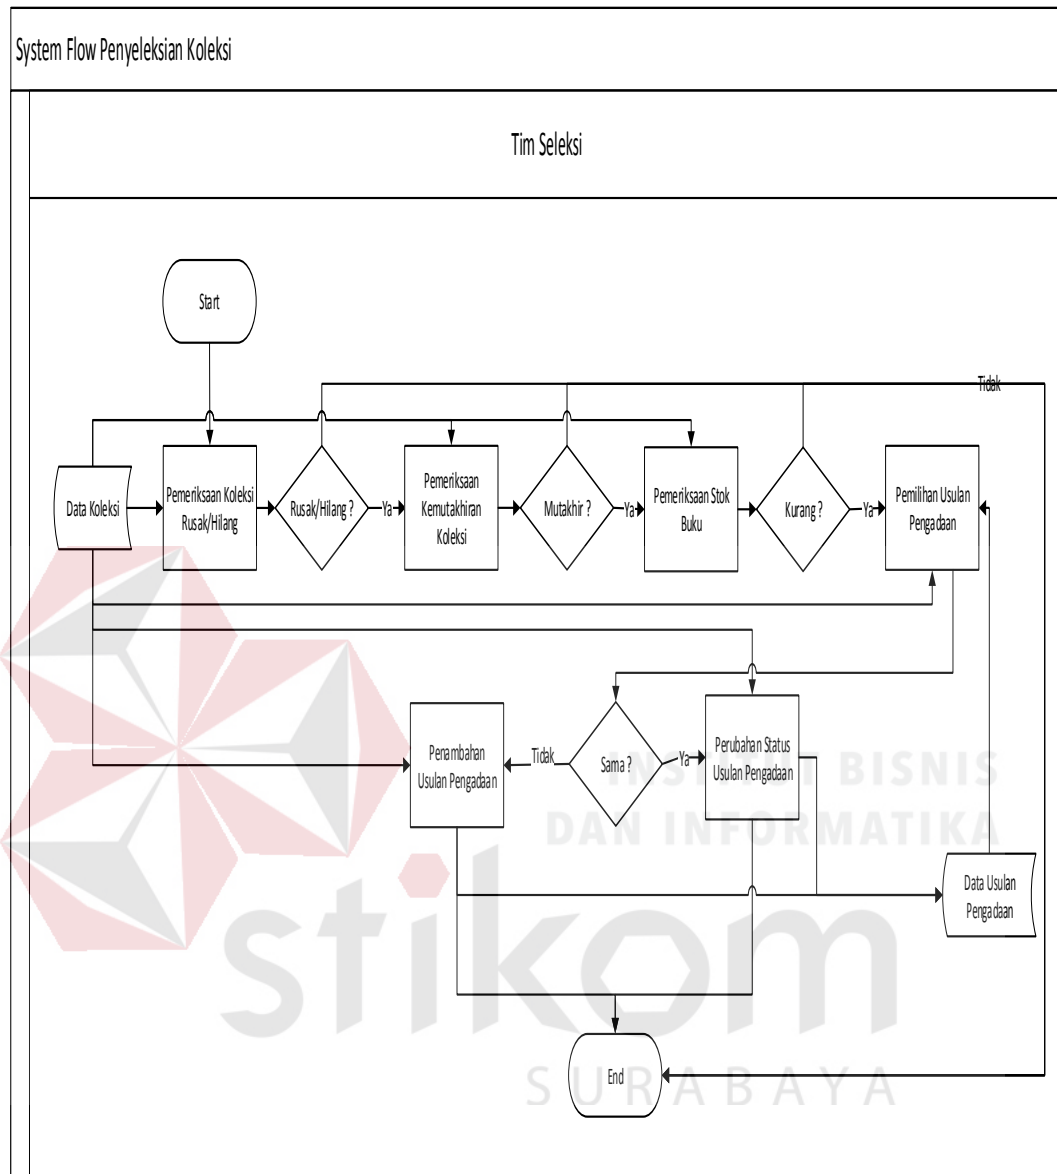 System Flow Penyeleksian Koleksi
Tim Seleksi
Start
Tidak
Data Koleksi
Pemeriksaan Koleksi
Rusak/Hilang
Rusak/Hilang ?
Ya
Pemeriksaan
Kemutakhiran
Koleksi
Mutakhir ?
Ya
Pemeriksaan Stok
Buku
Kurang ?
Ya
Pemilihan Usulan
Pengadaan
Penambahan
Usulan Pengadaan
Tidak
Sama ?
Ya
Perubahan Status
Usulan Pengadaan
INSTITUT BISNIS
DAN INFORMATIKA
Data Usulan
Pengadaan
stikom
End
SURABAYA